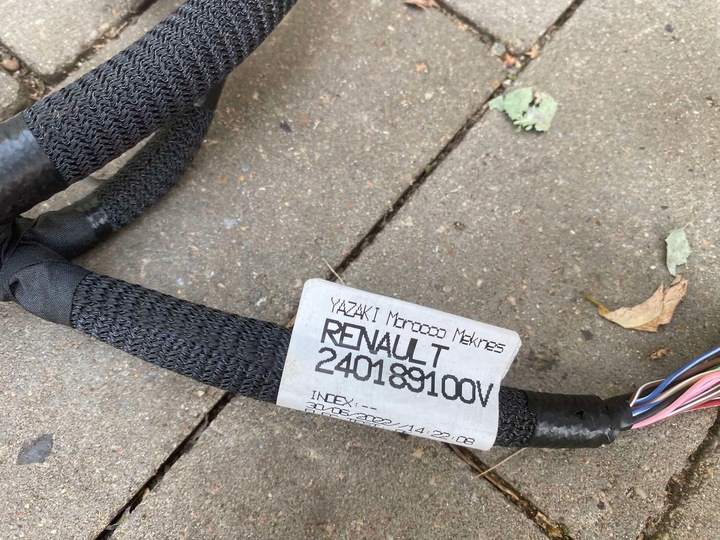 YAZAKI Morocco Meknes
RENAULT
240189100V
INDEX:--
30/06/2022//14:22:08